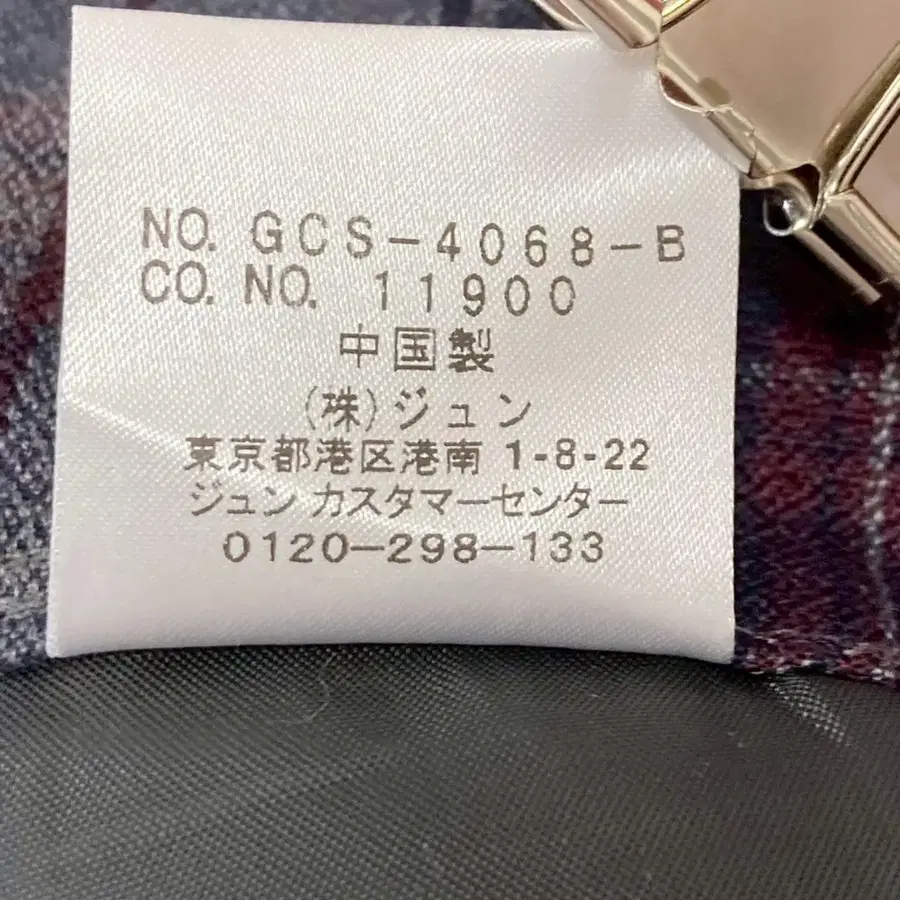 NO. GCS-4068-B
CO. NO. 11900
中国製
(株)ジュン
東京都港区港南 1-8-22
ジュン カスタマーセンター
0120-298-133